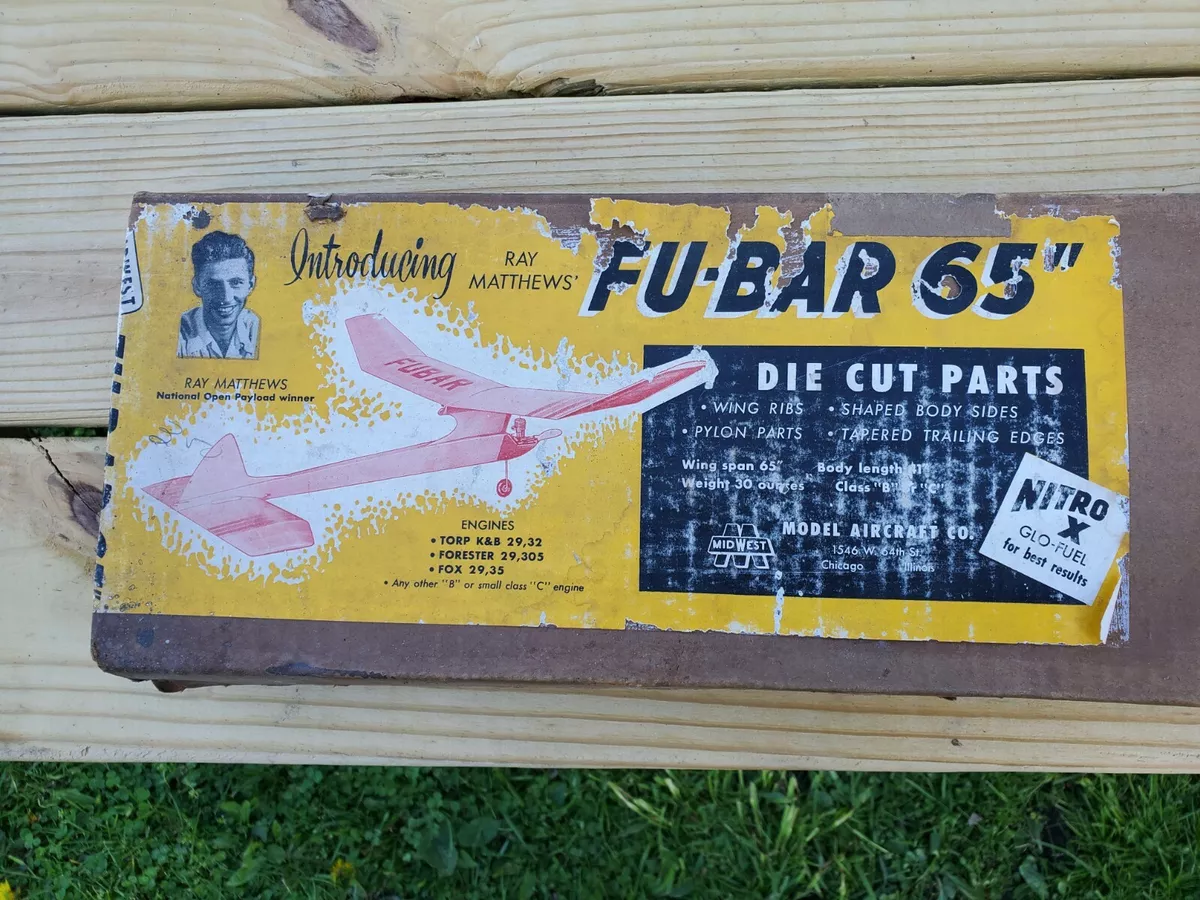 Introducing
RAY
MATTHEWS'
FU-BAR 65"
RAY MATTHEWS
National Open Payload winner
FUBAR
DIE CUT PARTS
• WING RIBS • SHAPED BODY SIDES
• PYLON PARTS • TAPERED TRAILING EDGES
Wing span 65" Body length 41"
Weight 30 ounces Class "B" "C"
ENGINES
• TORP K&B 29,32
• FORESTER 29,305
• FOX 29,35
• Any other "B" or small class "C" engine
MIDWEST
MODEL AIRCRAFT CO.
1546 W. 64th St.
Chicago Illinois
NITRO
X
GLO-FUEL
for best results